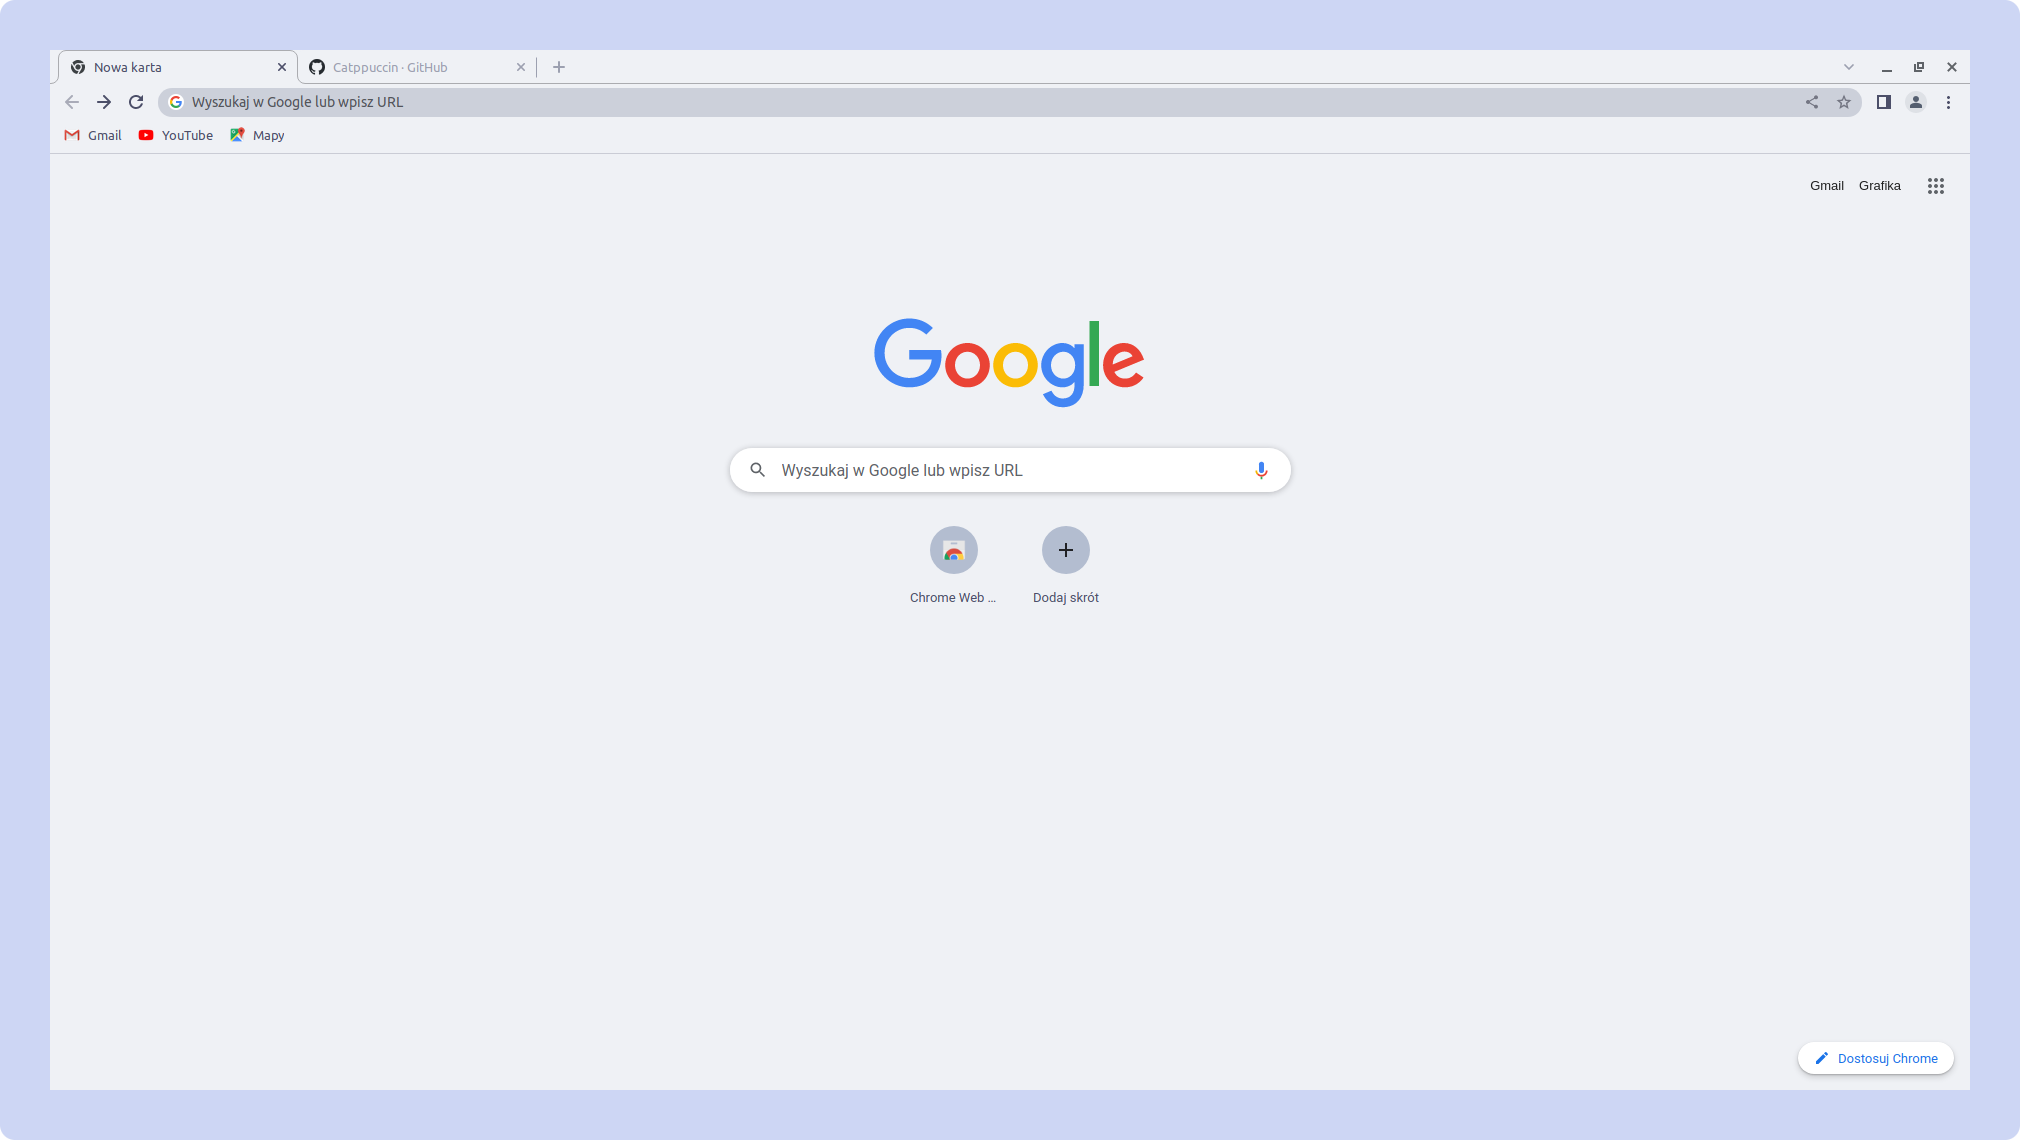 Nowa karta
Catppuccin · GitHub
Wyszukaj w Google lub wpisz URL
Gmail YouTube Mapy
Gmail Grafika
Google
Wyszukaj w Google lub wpisz URL
Chrome Web ...
Dodaj skrót
Dostosuj Chrome